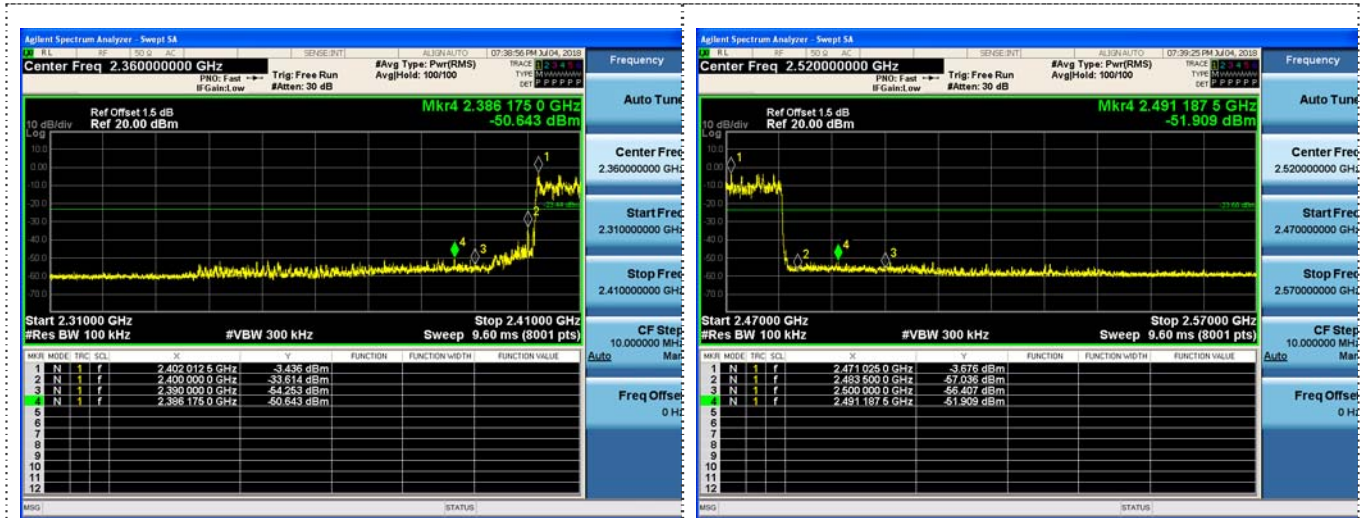 Agilent Spectrum Analyzer - Swept SA
RL RF 50 Ω AC SENSE:INT ALIGNAUTO 07:38:56 PM Jul 04, 2018
Center Freq 2.360000000 GHz
PNO: Fast
IFGain:Low
Trig: Free Run
#Atten: 30 dB
#Avg Type: Pwr(RMS)
Avg|Hold: 100/100
TRACE 1 2 3 4 5 6
TYPE M
DET P P P P P P
Mkr4 2.386 175 0 GHz
-50.643 dBm
Ref Offset 1.5 dB
Ref 20.00 dBm
10 dB/div
Log
10.0
0.00
-10.0
-20.0
-30.0
-40.0
-50.0
-60.0
-70.0
1
2
3
4
Start 2.31000 GHz
Stop 2.41000 GHz
#Res BW 100 kHz
#VBW 300 kHz
Sweep 9.60 ms (8001 pts)
MKR MODE TRC SCL X Y FUNCTION FUNCTION WIDTH FUNCTION VALUE
1 N 1 f 2.402 012 5 GHz -3.436 dBm
2 N 1 f 2.400 000 0 GHz -33.614 dBm
3 N 1 f 2.390 000 0 GHz -54.253 dBm
4 N 1 f 2.386 175 0 GHz -50.643 dBm
5
6
7
8
9
10
11
12
MSG STATUS
Frequency
Auto Tune
Center Freq
2.360000000 GHz
Start Freq
2.310000000 GHz
Stop Freq
2.410000000 GHz
CF Step
10.000000 MHz
Auto Man
Freq Offset
0 Hz
Agilent Spectrum Analyzer - Swept SA
RL RF 50 Ω AC SENSE:INT ALIGNAUTO 07:39:25 PM Jul 04, 2018
Center Freq 2.520000000 GHz
PNO: Fast
IFGain:Low
Trig: Free Run
#Atten: 30 dB
#Avg Type: Pwr(RMS)
Avg|Hold: 100/100
TRACE 1 2 3 4 5 6
TYPE M
DET P P P P P P
Mkr4 2.491 187 5 GHz
-51.909 dBm
Ref Offset 1.5 dB
Ref 20.00 dBm
10 dB/div
Log
10.0
0.00
-10.0
-20.0
-30.0
-40.0
-50.0
-60.0
-70.0
1
2
3
4
Start 2.47000 GHz
Stop 2.57000 GHz
#Res BW 100 kHz
#VBW 300 kHz
Sweep 9.60 ms (8001 pts)
MKR MODE TRC SCL X Y FUNCTION FUNCTION WIDTH FUNCTION VALUE
1 N 1 f 2.471 025 0 GHz -3.676 dBm
2 N 1 f 2.483 500 0 GHz -57.036 dBm
3 N 1 f 2.500 000 0 GHz -56.407 dBm
4 N 1 f 2.491 187 5 GHz -51.909 dBm
5
6
7
8
9
10
11
12
MSG STATUS
Frequency
Auto Tune
Center Freq
2.520000000 GHz
Start Freq
2.470000000 GHz
Stop Freq
2.570000000 GHz
CF Step
10.000000 MHz
Auto Man
Freq Offset
0 Hz